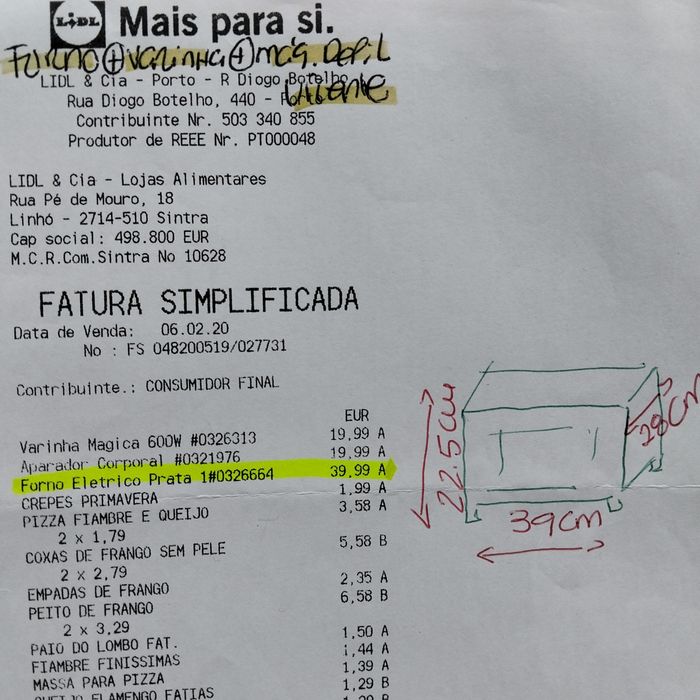 LIDL Mais para si.
FORNO + VARINHA + MÁQ. DEPIL
LIDL & Cia - Porto - R Diogo Botelho
Rua Diogo Botelho, 440 - Porto
Contribuinte Nr. 503 340 855
Produtor de REEE Nr. PT000048
LIDL & Cia - Lojas Alimentares
Rua Pé de Mouro, 18
Linhó - 2714-510 Sintra
Cap social: 498.800 EUR
M.C.R.Com.Sintra No 10628
FATURA SIMPLIFICADA
Data de Venda: 06.02.20
No : FS 048200519/027731
Contribuinte.: CONSUMIDOR FINAL
EUR
Varinha Magica 600W #0326313 19,99 A
Aparador Corporal #0321976 19,99 A
Forno Eletrico Prata 1#0326664 39,99 A
CREPES PRIMAVERA 1,99 A
PIZZA FIAMBRE E QUEIJO 3,58 A
2 x 1,79
COXAS DE FRANGO SEM PELE 5,58 B
2 x 2,79
EMPADAS DE FRANGO 2,35 A
PEITO DE FRANGO 6,58 B
2 x 3,29
PAIO DO LOMBO FAT. 1,50 A
FIAMBRE FINISSIMAS 1,44 A
MASSA PARA PIZZA 1,39 A
QUEIJO FLAMENGO FATIAS 1,29 B
22.5cm
39cm
28cm